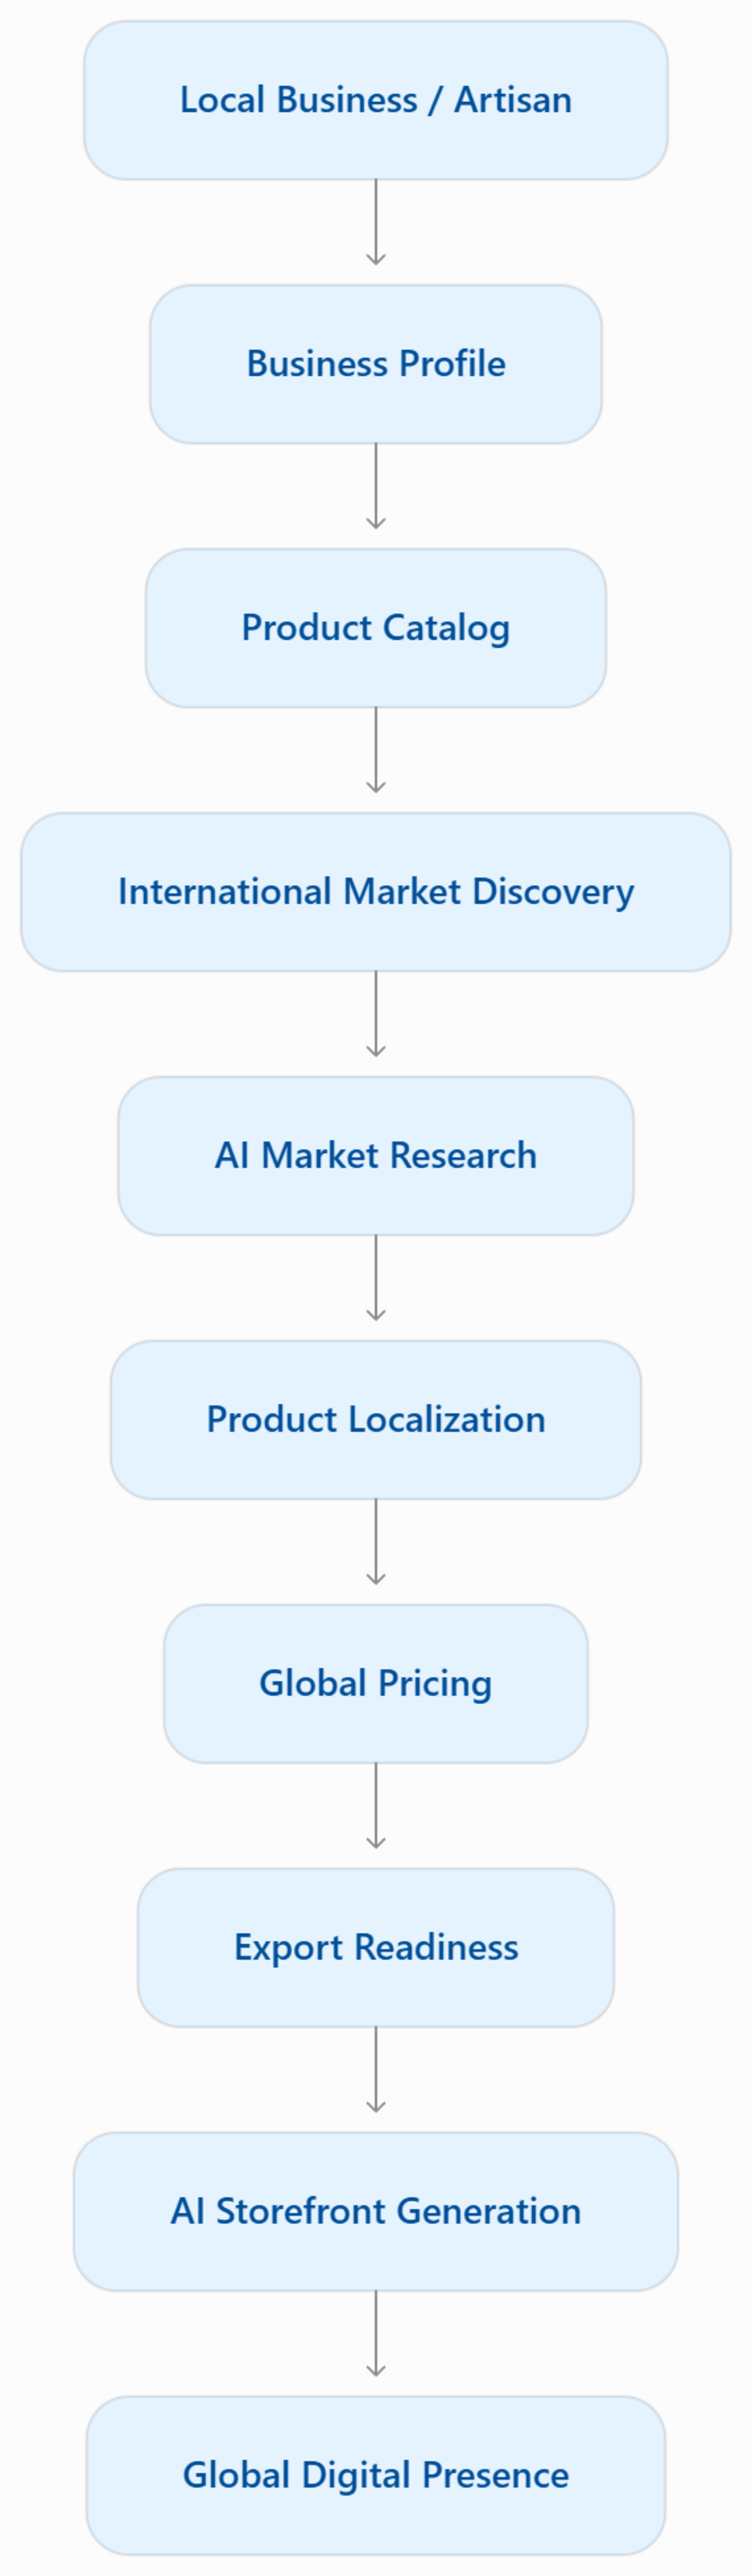 Local Business / Artisan
Business Profile
Product Catalog
International Market Discovery
AI Market Research
Product Localization
Global Pricing
Export Readiness
AI Storefront Generation
Global Digital Presence